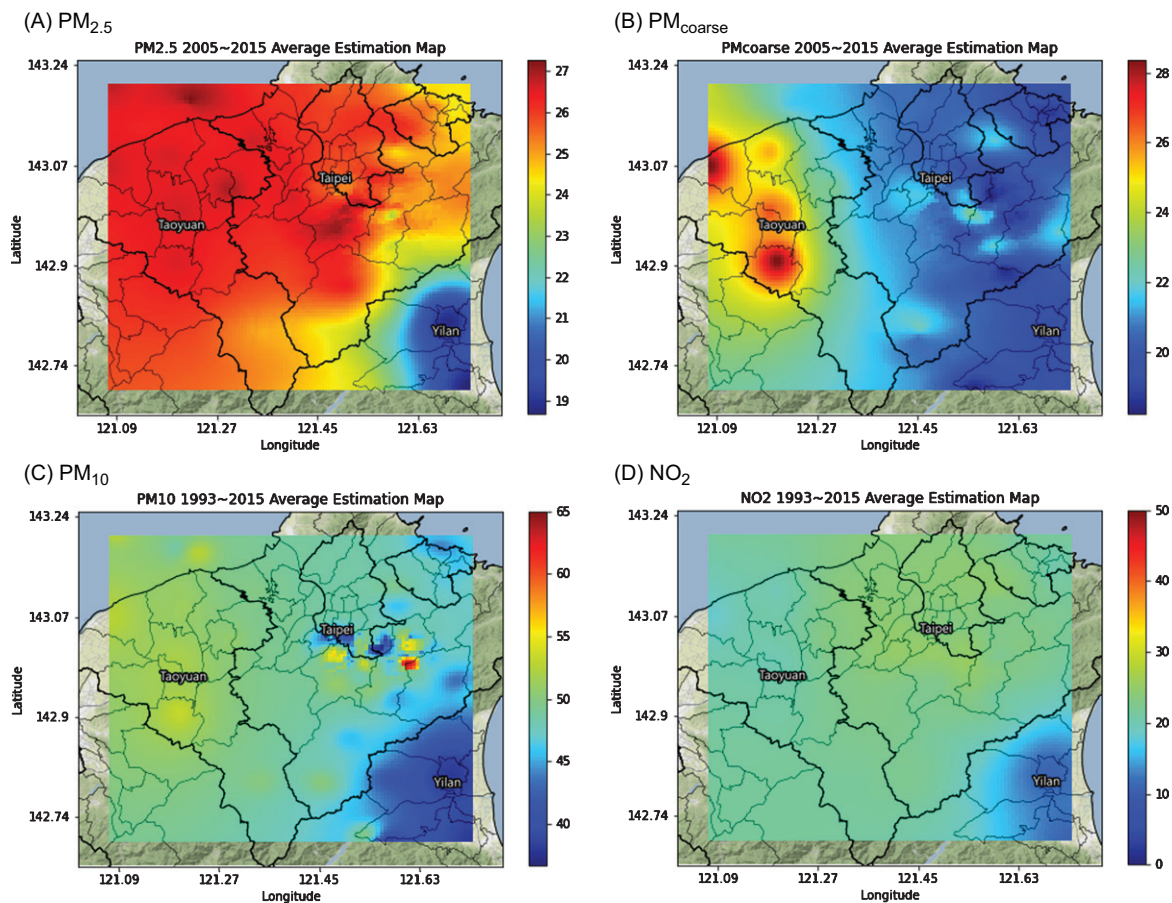 (A) PM2.5
PM2.5 2005~2015 Average Estimation Map
143.24
143.07
142.9
142.74
Latitude
121.09 121.27 121.45 121.63
Longitude
Taipei
Taoyuan
Yilan
27
26
25
24
23
22
21
20
19
(B) PMcoarse
PMcoarse 2005~2015 Average Estimation Map
143.24
143.07
142.9
142.74
Latitude
121.09 121.27 121.45 121.63
Longitude
Taipei
Taoyuan
Yilan
28
26
24
22
20
(C) PM10
PM10 1993~2015 Average Estimation Map
143.24
143.07
142.9
142.74
Latitude
121.09 121.27 121.45 121.63
Longitude
Taipei
Taoyuan
Yilan
65
60
55
50
45
40
(D) NO2
NO2 1993~2015 Average Estimation Map
143.24
143.07
142.9
142.74
Latitude
121.09 121.27 121.45 121.63
Longitude
Taipei
Taoyuan
Yilan
50
40
30
20
10
0